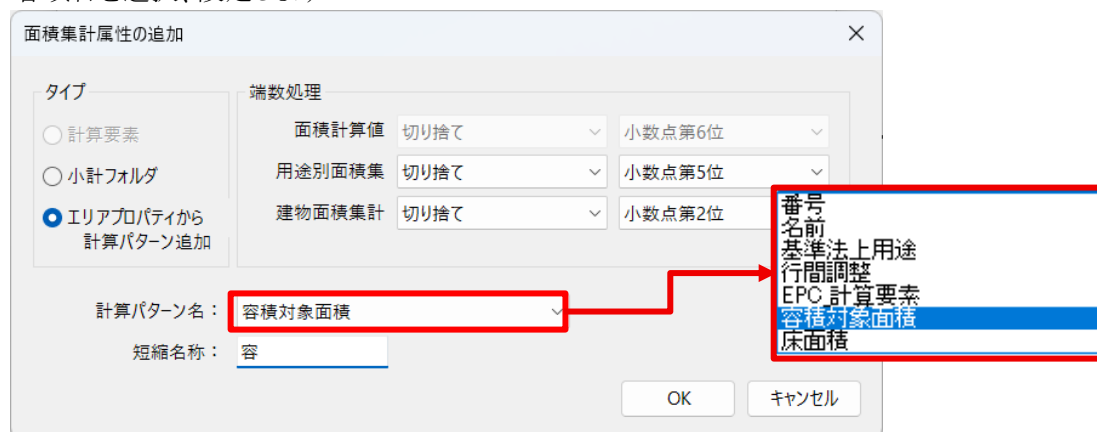 面積集計属性の追加
タイプ
計算要素
小計フォルダ
エリアプロパティから
計算パターン追加
端数処理
面積計算値 切り捨て 小数点第6位
用途別面積集 切り捨て 小数点第5位
建物面積集計 切り捨て 小数点第2位
番号
名前
基準法上用途
行間調整
EPC_計算要素
容積対象面積
床面積
計算パターン名： 容積対象面積
短縮名称： 容
OK キャンセル